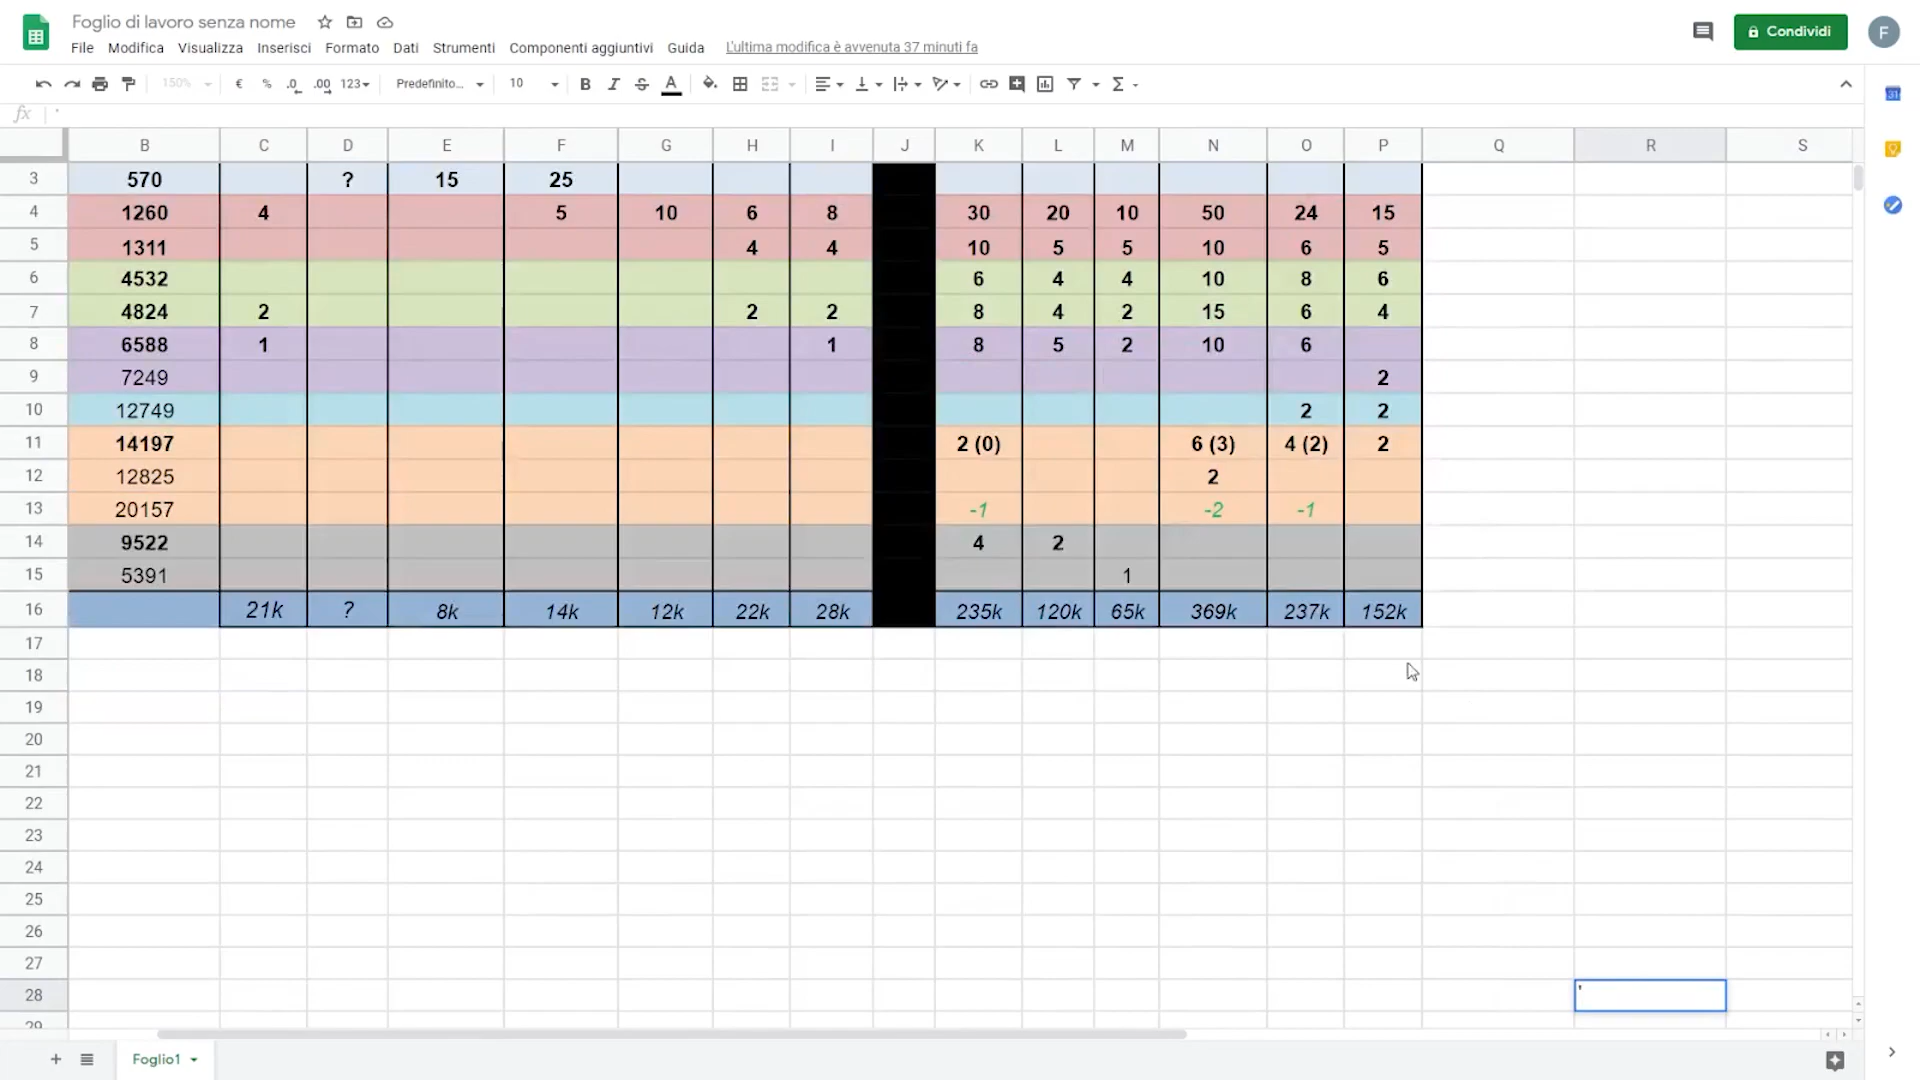 Foglio di lavoro senza nome
File Modifica Visualizza Inserisci Formato Dati Strumenti Componenti aggiuntivi Guida L'ultima modifica è avvenuta 37 minuti fa
Condividi F
150% € % .0 .00 123 Predefinito... 10 B I S A Σ
fx '
B C D E F G H I J K L M N O P Q R S
3 570 ? 15 25
4 1260 4 5 10 6 8 30 20 10 50 24 15
5 1311 4 4 10 5 5 10 6 5
6 4532 6 4 4 10 8 6
7 4824 2 2 2 8 4 2 15 6 4
8 6588 1 1 8 5 2 10 6
9 7249 2
10 12749 2 2
11 14197 2 (0) 6 (3) 4 (2) 2
12 12825 2
13 20157 -1 -2 -1
14 9522 4 2
15 5391 1
16 21k ? 8k 14k 12k 22k 28k 235k 120k 65k 369k 237k 152k
17
18
19
20
21
22
23
24
25
26
27
28 '
29
Foglio1
31